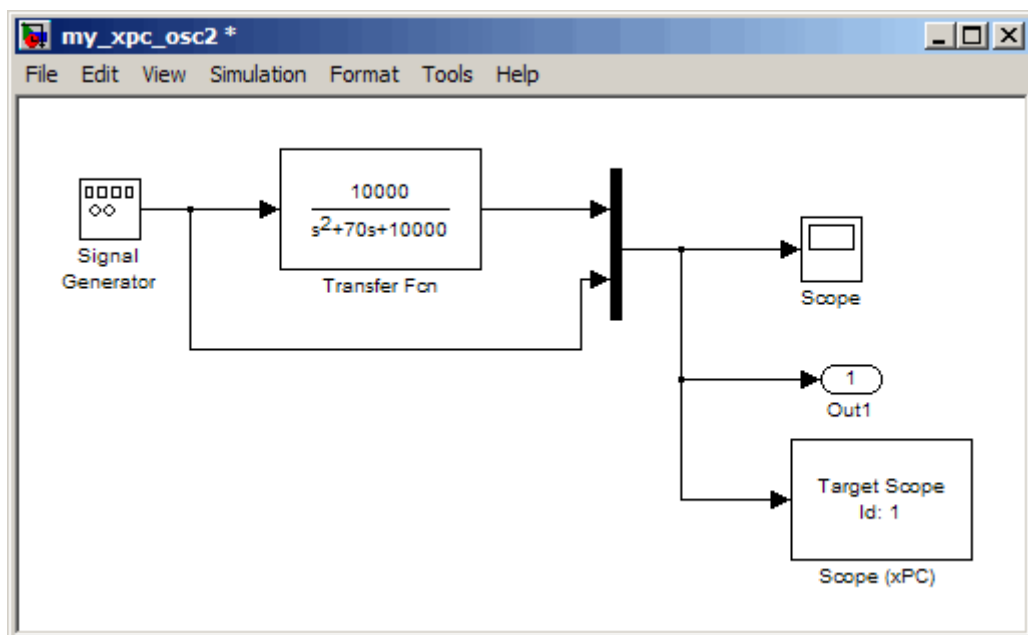 my_xpc_osc2 *
File Edit View Simulation Format Tools Help
Signal
Generator
10000
s2+70s+10000
Transfer Fcn
Scope
1
Out1
Target Scope
Id: 1
Scope (xPC)